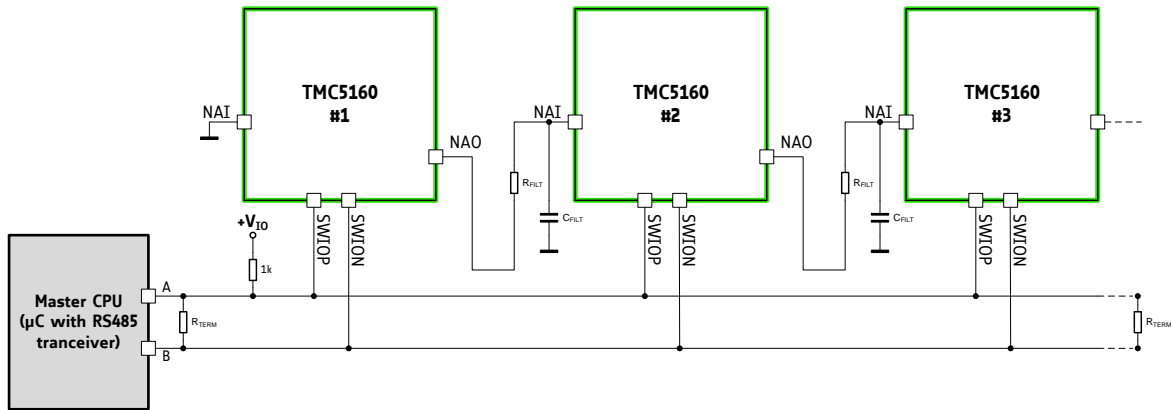 TMC5160
#1
TMC5160
#2
TMC5160
#3
NAI
NAI
NAI
NAO
NAO
RFILT
RFILT
CFILT
CFILT
SWIOP
SWION
SWIOP
SWION
SWIOP
SWION
+VIO
1k
Master CPU
(µC with RS485
tranceiver)
A
B
RTERM
RTERM